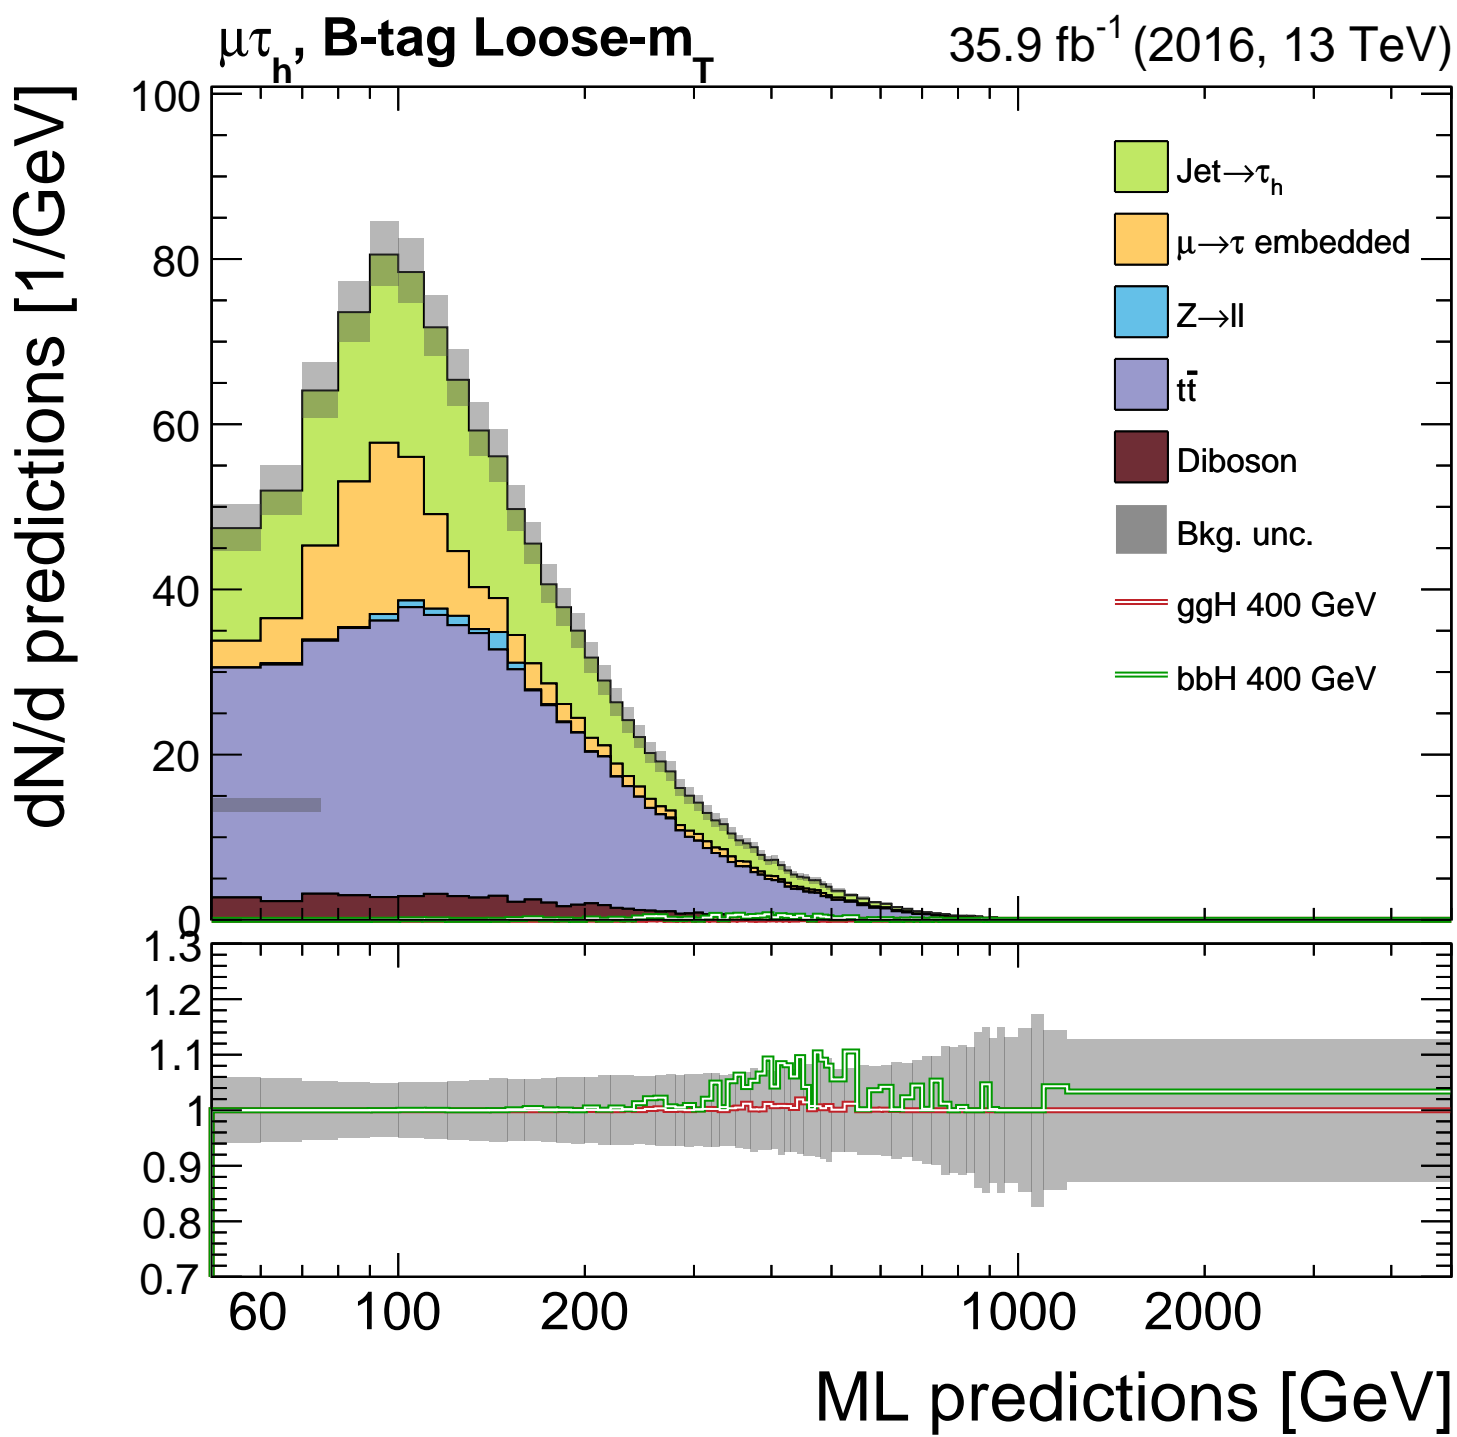 μτh, B-tag Loose-mT
35.9 fb-1 (2016, 13 TeV)
dN/d predictions [1/GeV]
100
80
60
40
20
0
Jet→τh
μ→τ embedded
Z→ll
tt̄
Diboson
Bkg. unc.
ggH 400 GeV
bbH 400 GeV
1.3
1.2
1.1
1
0.9
0.8
0.7
60 100 200 1000 2000
ML predictions [GeV]